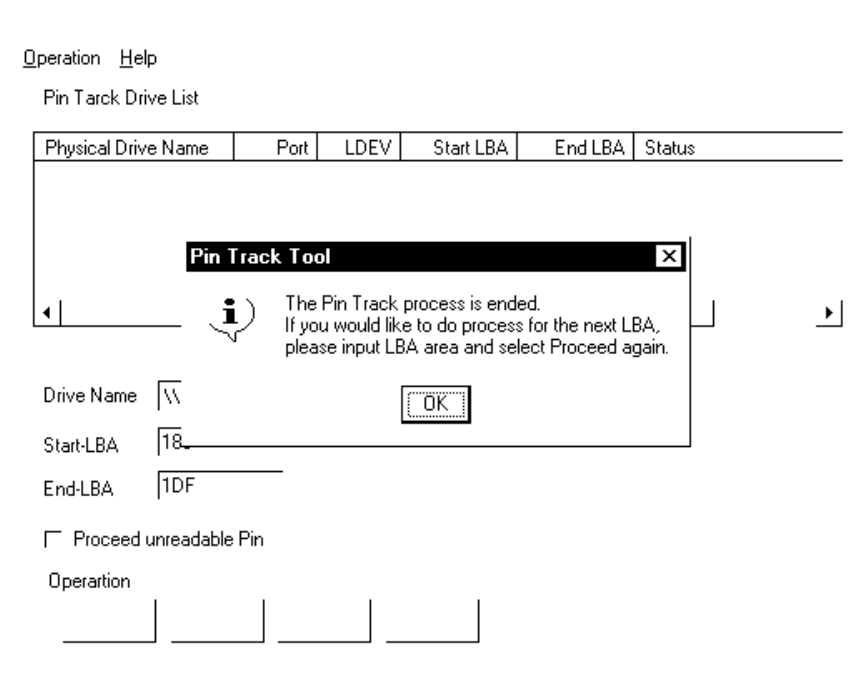 Operation Help
Pin Tarck Drive List
Physical Drive Name Port LDEV Start LBA End LBA Status
Pin Track Tool
The Pin Track process is ended.
If you would like to do process for the next LBA,
please input LBA area and select Proceed again.
OK
Drive Name \\
Start-LBA 18
End-LBA 1DF
Proceed unreadable Pin
Operartion